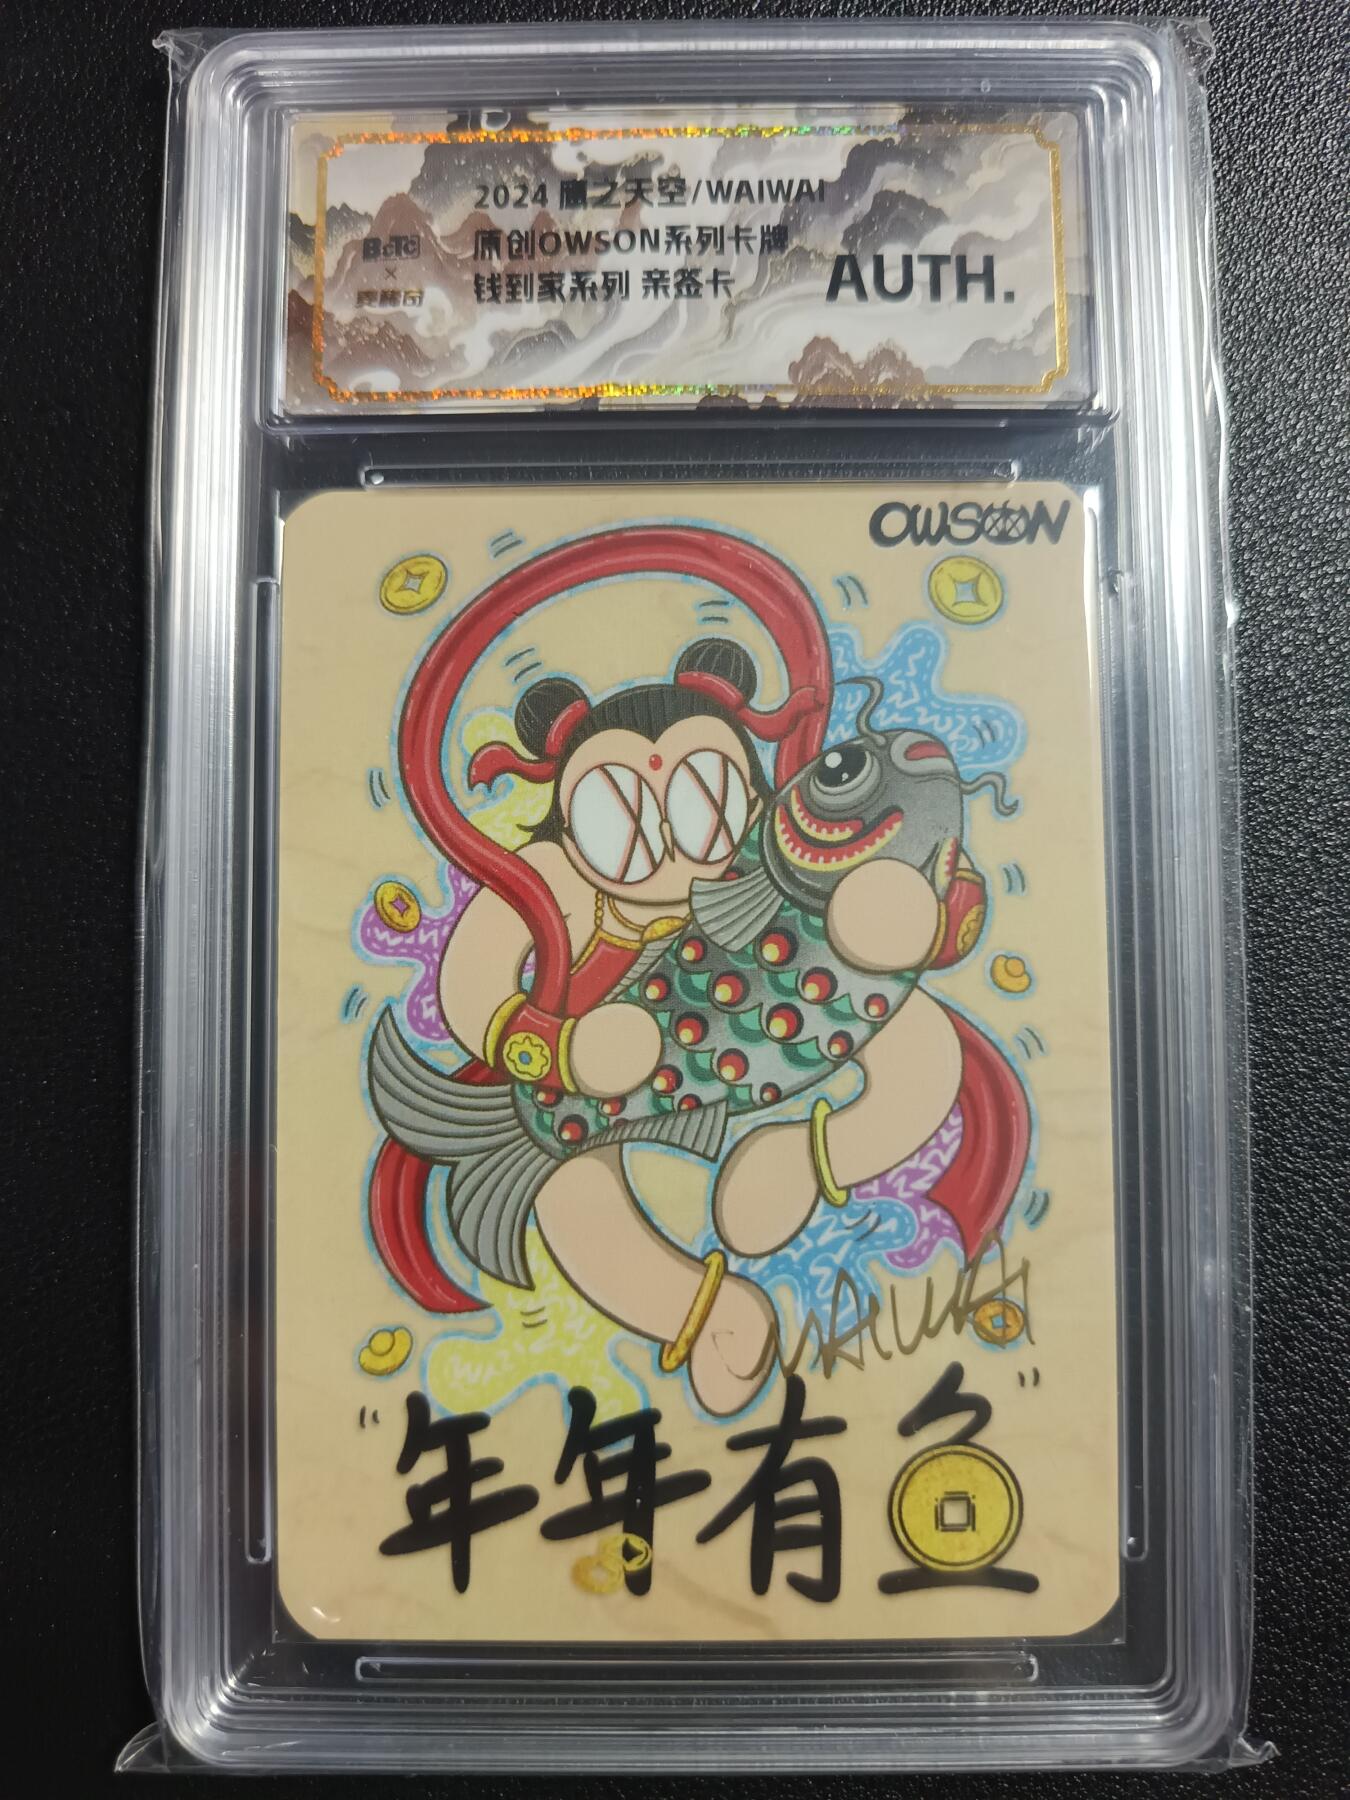 2024 鹰之天空/WAIWAI
BCTC
×
原创OWSON系列卡牌
钱到家系列 亲签卡
AUTH.
OWSON
WAIWAI
"年年有鱼"